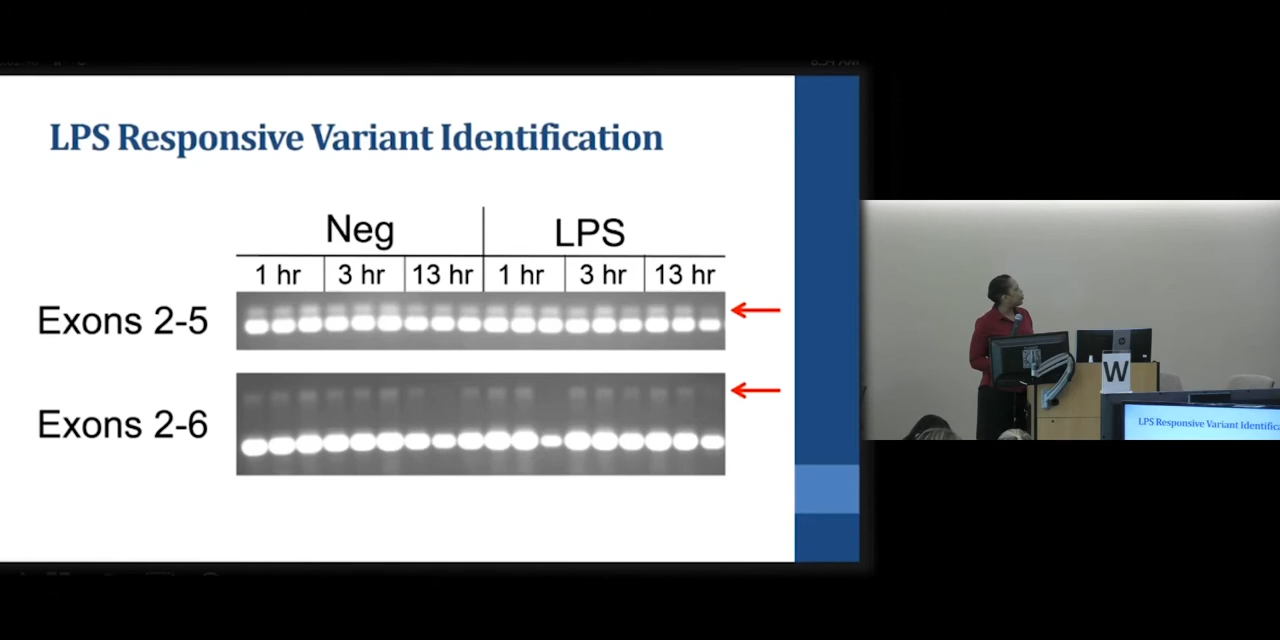 LPS Responsive Variant Identification
Neg LPS
1 hr 3 hr 13 hr 1 hr 3 hr 13 hr
Exons 2-5
Exons 2-6
W
LPS Responsive Variant Identifica